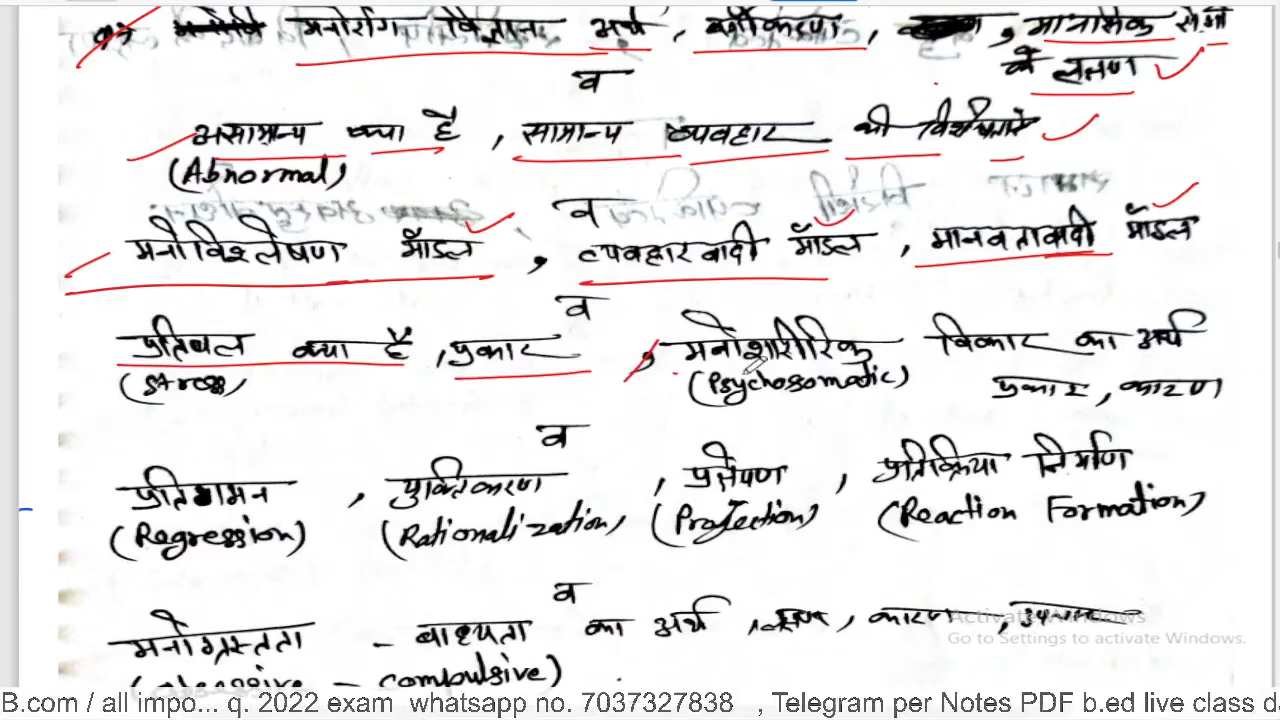 मनोरोग विज्ञान अर्थ, वर्गीकरण, , मानसिक रोगों
के लक्षण
व
असामान्य क्या है, सामान्य व्यवहार की विशेषतायें
(Abnormal)
व
मनोविश्लेषण मॉडल, व्यवहारवादी मॉडल, मानवतावादी मॉडल
व
प्रतिबल क्या है, प्रकार, मनोशारीरिक विकार का अर्थ
(Stress) (Psychosomatic) प्रकार, कारण
व
प्रतिगमन, युक्तिकरण, प्रक्षेपण, प्रतिक्रिया निर्माण
(Regression) (Rationalization) (Projection) (Reaction Formation)
व
मनोग्रस्तता - बाध्यता का अर्थ, कारण,
(obsessive - compulsive)
Activate Windows
Go to Settings to activate Windows.
B.com / all impo... q. 2022 exam whatsapp no. 7037327838 , Telegram per Notes PDF b.ed live class da